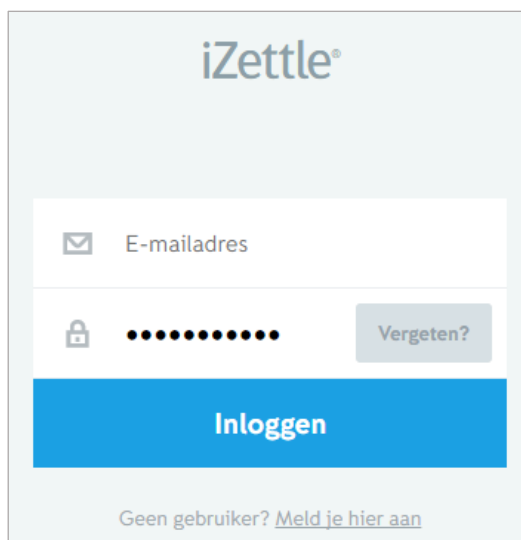 iZettle®
E-mailadres
••••••••••• Vergeten?
Inloggen
Geen gebruiker? Meld je hier aan